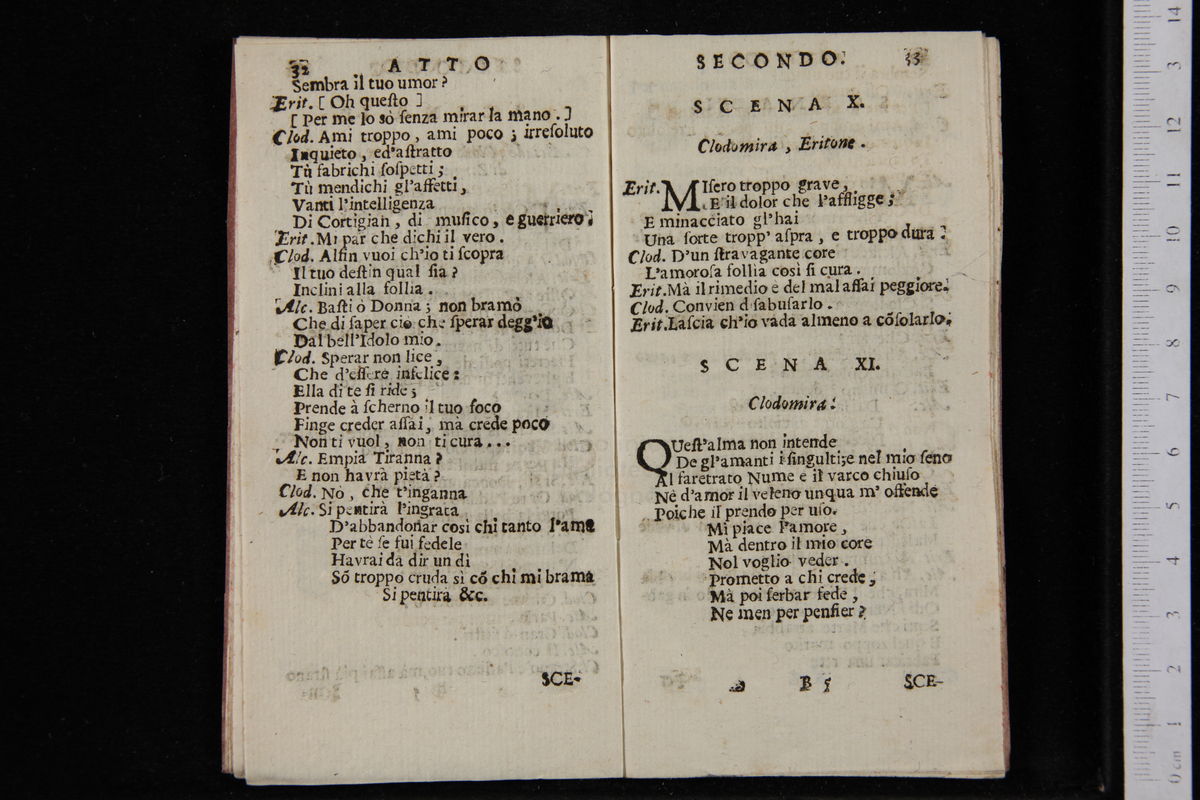 32 ATTO
Sembra il tuo umor?
Erit. [ Oh questo ]
[ Per me lo sò senza mirar la mano . ]
Clod. Ami troppo, ami poco ; irresoluto
Inquieto, ed'astratto
Tù fabrichi sospetti ;
Tù mendichi gl'affetti,
Vanti l'intelligenza
Di Cortigian, di musico, e guerriero.
Erit. Mi par che dichi il vero.
Clod. Alfin vuoi ch'io ti scopra
Il tuo destin qual sia?
Inclini alla follia.
Alc. Basti ò Donna ; non bramò
Che di saper ciò che sperar degg'io
Dal bell'Idolo mio.
Clod. Sperar non lice,
Che d'essere infelice:
Ella di te si ride ;
Prende à scherno il tuo foco
Finge creder assai, mà crede poco
Non ti vuol, non ti cura...
Alc. Empia Tiranna?
E non havrà pietà?
Clod. Nò, che t'inganna
Alc. Si pentirà l'ingrata
D'abbandonar così chi tanto l'ama
Per tè se fui fedele
Havrai da dir un dì
Sõ troppo cruda sì cõ chi mi brama
Si pentirà &c.
SCE-
SECONDO. 33
SCENA X.
Clodomira, Eritone.
Erit. MIsero troppo grave,
E il dolor che l'affligge ;
E minacciato gl'hai
Una sorte tropp' aspra, e troppo dura.
Clod. D'un stravagante core
L'amorosa follia così si cura.
Erit. Mà il rimedio e del mal assai peggiore.
Clod. Convien d sabusarlo.
Erit. Lascia ch'io vada almeno a cõsolarlo.
SCENA XI.
Clodomira.
QUest'alma non intende
De gl'amanti i singulti; e nel mio seno
Al faretrato Nume e il varco chiuso
Nè d'amor il veleno unqua m' offende
Poiche il prendo per uso.
Mi piace l'amore,
Mà dentro il mio core
Nol voglio veder.
Prometto a chi crede,
Mà poi serbar fede,
Ne men per pensier?
B 5 SCE-